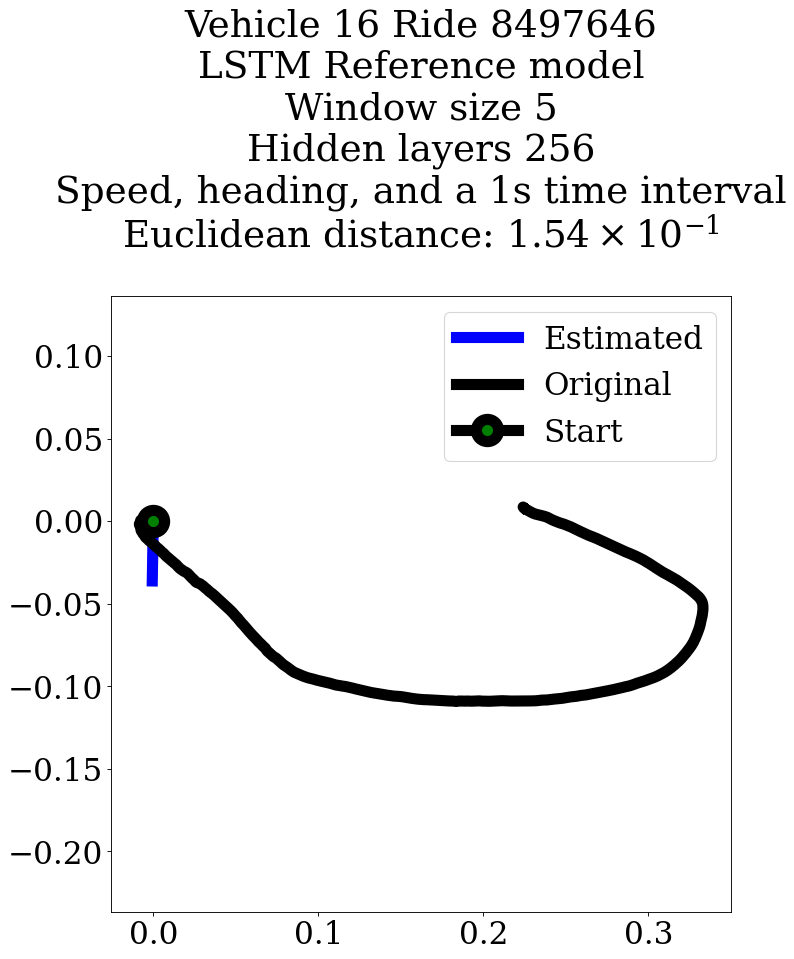 Vehicle 16 Ride 8497646
LSTM Reference model
Window size 5
Hidden layers 256
Speed, heading, and a 1s time interval
Euclidean distance: 1.54 × 10⁻¹
Estimated
Original
Start
0.10
0.05
0.00
−0.05
−0.10
−0.15
−0.20
0.0 0.1 0.2 0.3